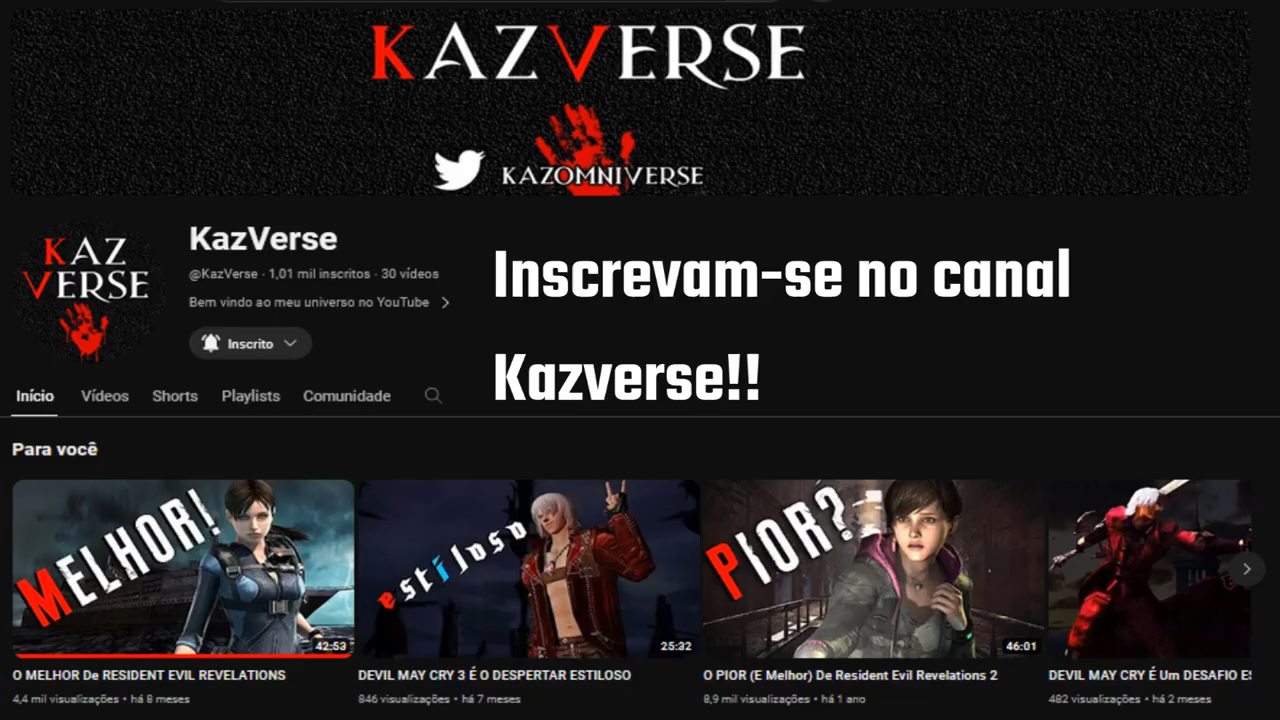 KAZVERSE
KAZOMNIVERSE
KAZ
VERSE
KazVerse
@KazVerse · 1,01 mil inscritos · 30 vídeos
Bem vindo ao meu universo no YouTube
Inscrito
Inscrevam-se no canal
Kazverse!!
Início Vídeos Shorts Playlists Comunidade
Para você
MELHOR!
42:53
estiloso
25:32
PIOR?
46:01
O MELHOR De RESIDENT EVIL REVELATIONS
4,4 mil visualizações • há 8 meses
DEVIL MAY CRY 3 É O DESPERTAR ESTILOSO
846 visualizações • há 7 meses
O PIOR (E Melhor) De Resident Evil Revelations 2
8,9 mil visualizações • há 1 ano
DEVIL MAY CRY É Um DESAFIO ES
482 visualizações • há 2 meses